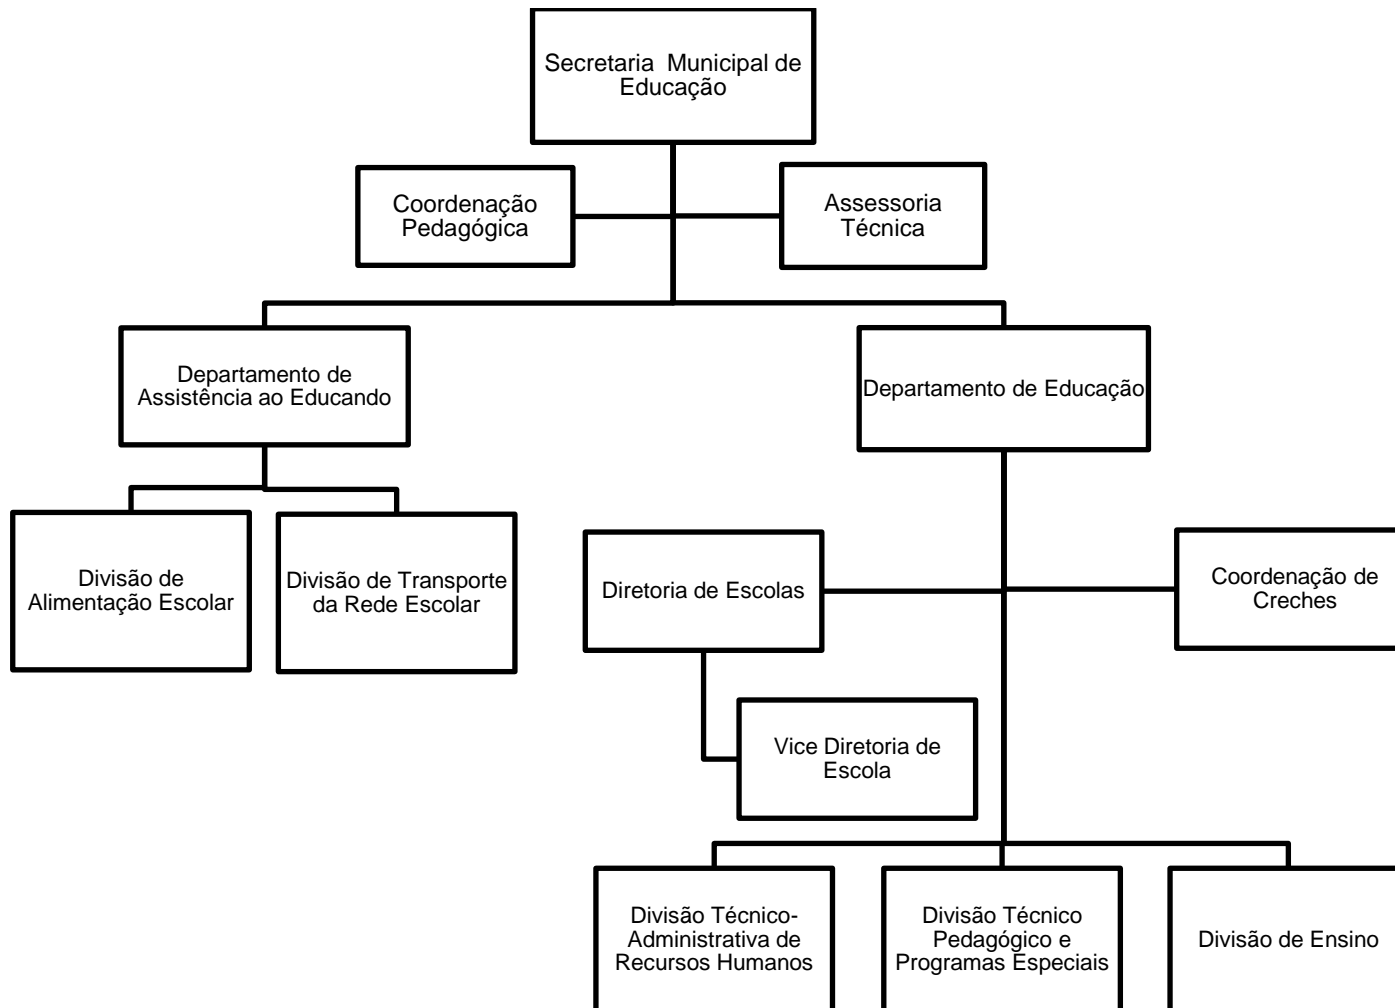 Secretaria Municipal de
Educação
Coordenação
Pedagógica
Assessoria
Técnica
Departamento de
Assistência ao Educando
Departamento de Educação
Divisão de
Alimentação Escolar
Divisão de Transporte
da Rede Escolar
Diretoria de Escolas
Coordenação de
Creches
Vice Diretoria de
Escola
Divisão Técnico-
Administrativa de
Recursos Humanos
Divisão Técnico
Pedagógico e
Programas Especiais
Divisão de Ensino